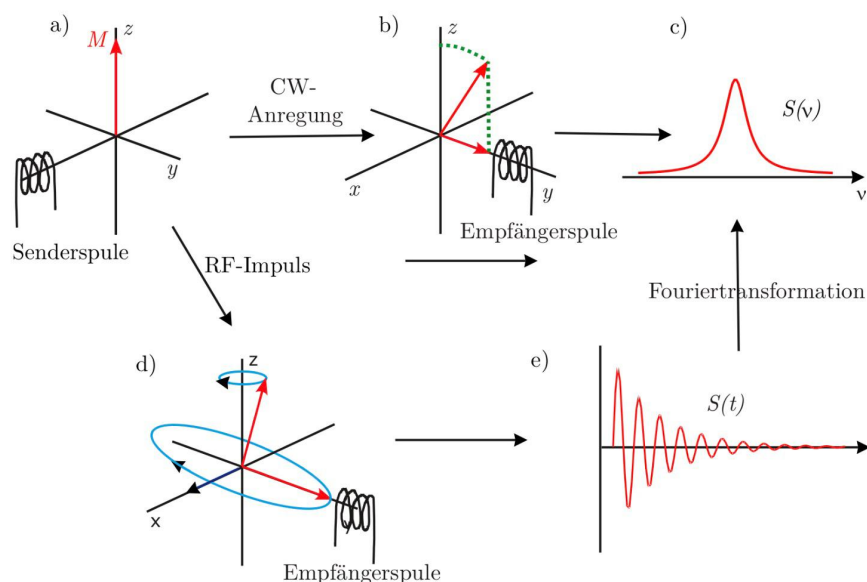 a)
M
z
y
Senderspule
CW-
Anregung
b)
z
x
y
Empfängerspule
c)
S(ν)
ν
RF-Impuls
Fouriertransformation
d)
z
x
y
Empfängerspule
e)
S(t)